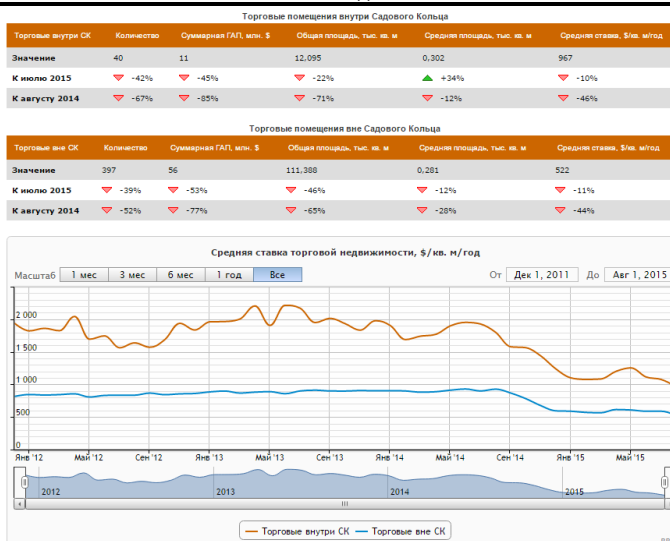 Торговые помещения внутри Садового Кольца
Торговые внутри СК Количество Суммарная ГАП, млн. $ Общая площадь, тыс. кв. м Средняя площадь, тыс. кв. м Средняя ставка, $/кв. м/год
Значение 40 11 12,095 0,302 967
К июлю 2015 -42% -45% -22% +34% -10%
К августу 2014 -67% -85% -71% -12% -46%
Торговые помещения вне Садового Кольца
Торговые вне СК Количество Суммарная ГАП, млн. $ Общая площадь, тыс. кв. м Средняя площадь, тыс. кв. м Средняя ставка, $/кв. м/год
Значение 397 56 111,388 0,281 522
К июлю 2015 -39% -53% -46% -12% -11%
К августу 2014 -52% -77% -65% -28% -44%
Средняя ставка торговой недвижимости, $/кв. м/год
Масштаб 1 мес 3 мес 6 мес 1 год Все От Дек 1, 2011 До Авг 1, 2015
2 000
1 500
1 000
500
0
Янв '12 Май '12 Сен '12 Янв '13 Май '13 Сен '13 Янв '14 Май '14 Сен '14 Янв '15 Май '15
2012 2013 2014 2015
Торговые внутри СК Торговые вне СК